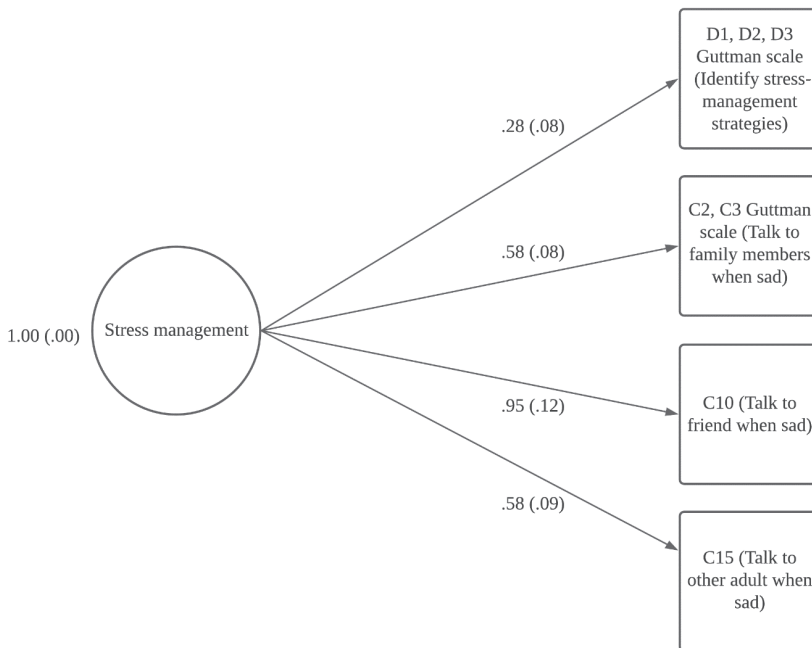 D1, D2, D3
Guttman scale
(Identify stress-
management
strategies)
.28 (.08)
C2, C3 Guttman
scale (Talk to
family members
when sad)
.58 (.08)
1.00 (.00)
Stress management
C10 (Talk to
friend when sad)
.95 (.12)
.58 (.09)
C15 (Talk to
other adult when
sad)